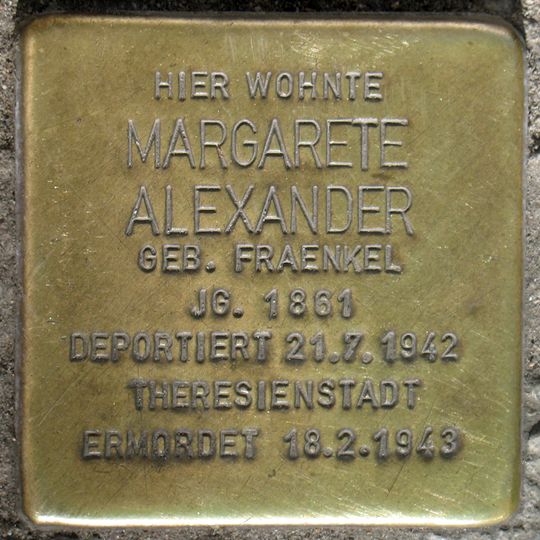 HIER WOHNTE
MARGARETE
ALEXANDER
GEB. FRAENKEL
JG. 1861
DEPORTIERT 21.7.1942
THERESIENSTADT
ERMORDET 18.2.1943